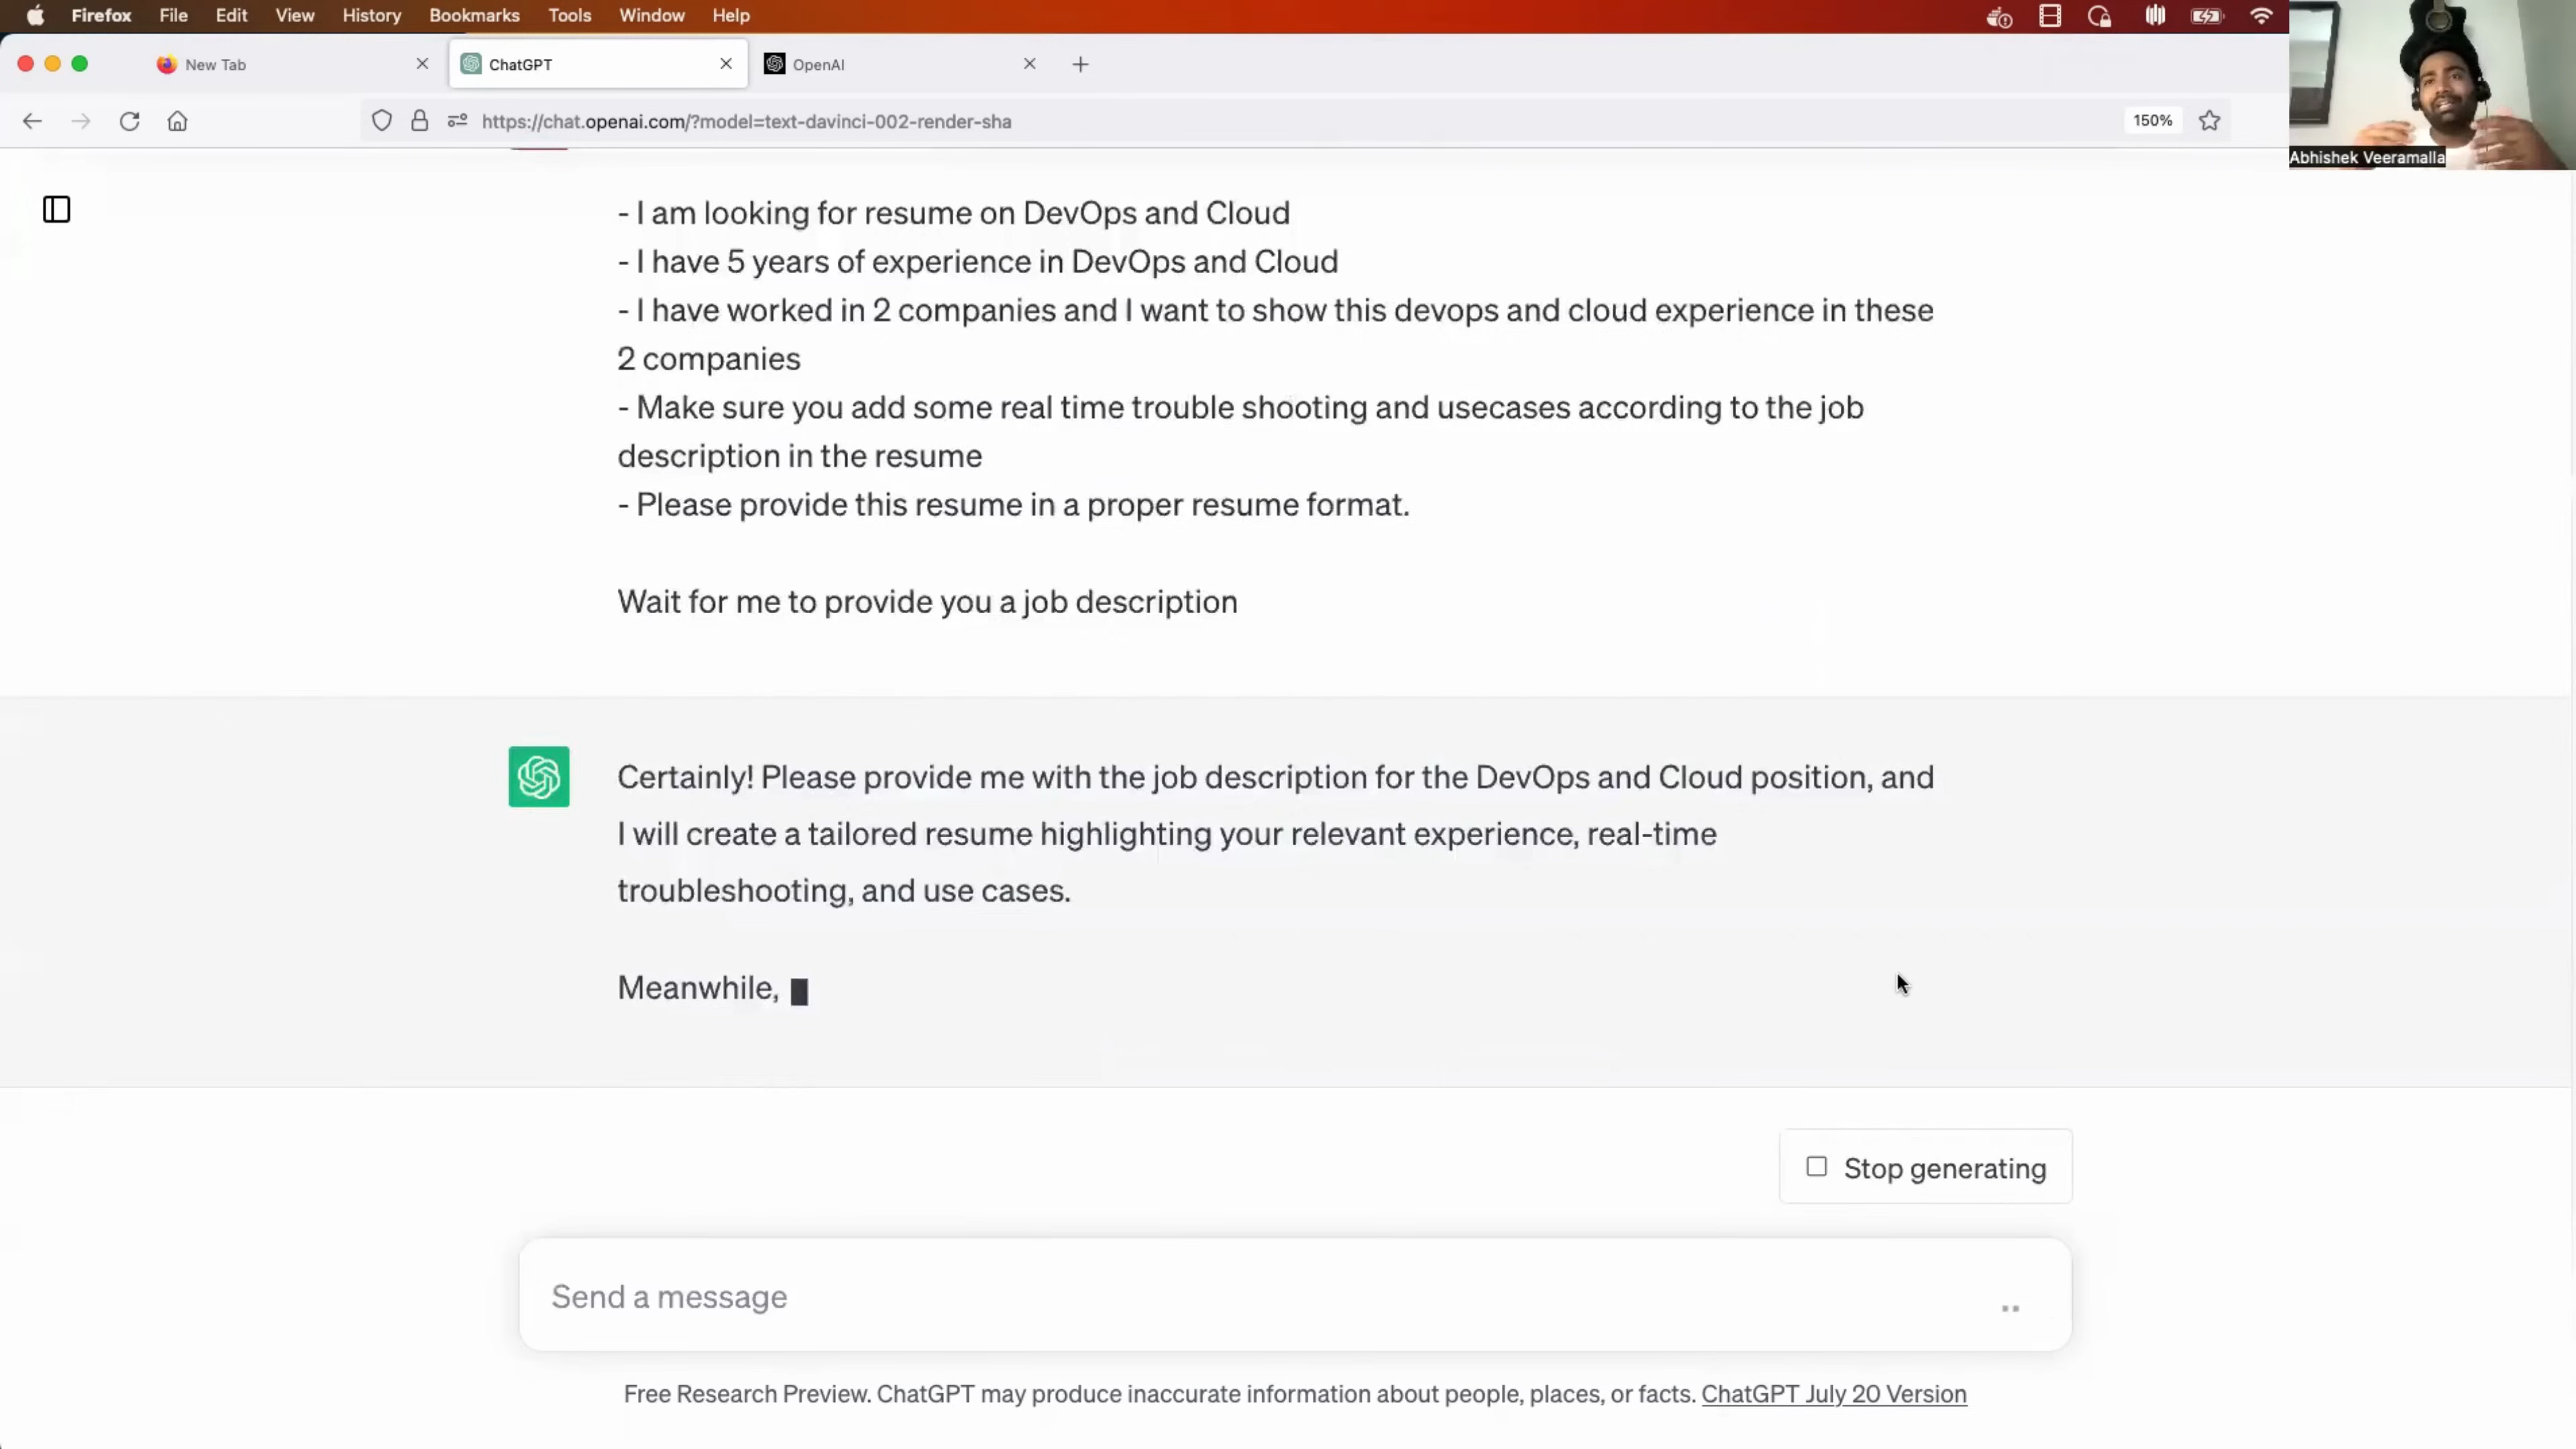 Firefox File Edit View History Bookmarks Tools Window Help
New Tab ChatGPT OpenAI
https://chat.openai.com/?model=text-davinci-002-render-sha 150%
Abhishek Veeramalla
- I am looking for resume on DevOps and Cloud
- I have 5 years of experience in DevOps and Cloud
- I have worked in 2 companies and I want to show this devops and cloud experience in these
2 companies
- Make sure you add some real time trouble shooting and usecases according to the job
description in the resume
- Please provide this resume in a proper resume format.
Wait for me to provide you a job description
Certainly! Please provide me with the job description for the DevOps and Cloud position, and
I will create a tailored resume highlighting your relevant experience, real-time
troubleshooting, and use cases.
Meanwhile,
Stop generating
Send a message
Free Research Preview. ChatGPT may produce inaccurate information about people, places, or facts. ChatGPT July 20 Version